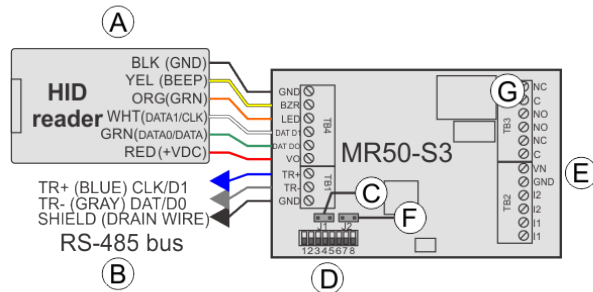 A
BLK (GND)
YEL (BEEP)
ORG(GRN)
WHT(DATA1/CLK)
GRN(DATA0/DATA)
RED(+VDC)
HID
reader
TR+ (BLUE) CLK/D1
TR- (GRAY) DAT/D0
SHIELD (DRAIN WIRE)
RS-485 bus
B
GND
BZR
LED
DAT D1
DAT D0
VO
TB4
TR+
TR-
GND
TB1
MR50-S3
C
F
J1
J2
12345678
D
G
NC
C
NO
NO
NC
C
TB3
VN
GND
I2
I2
I1
I1
TB2
E